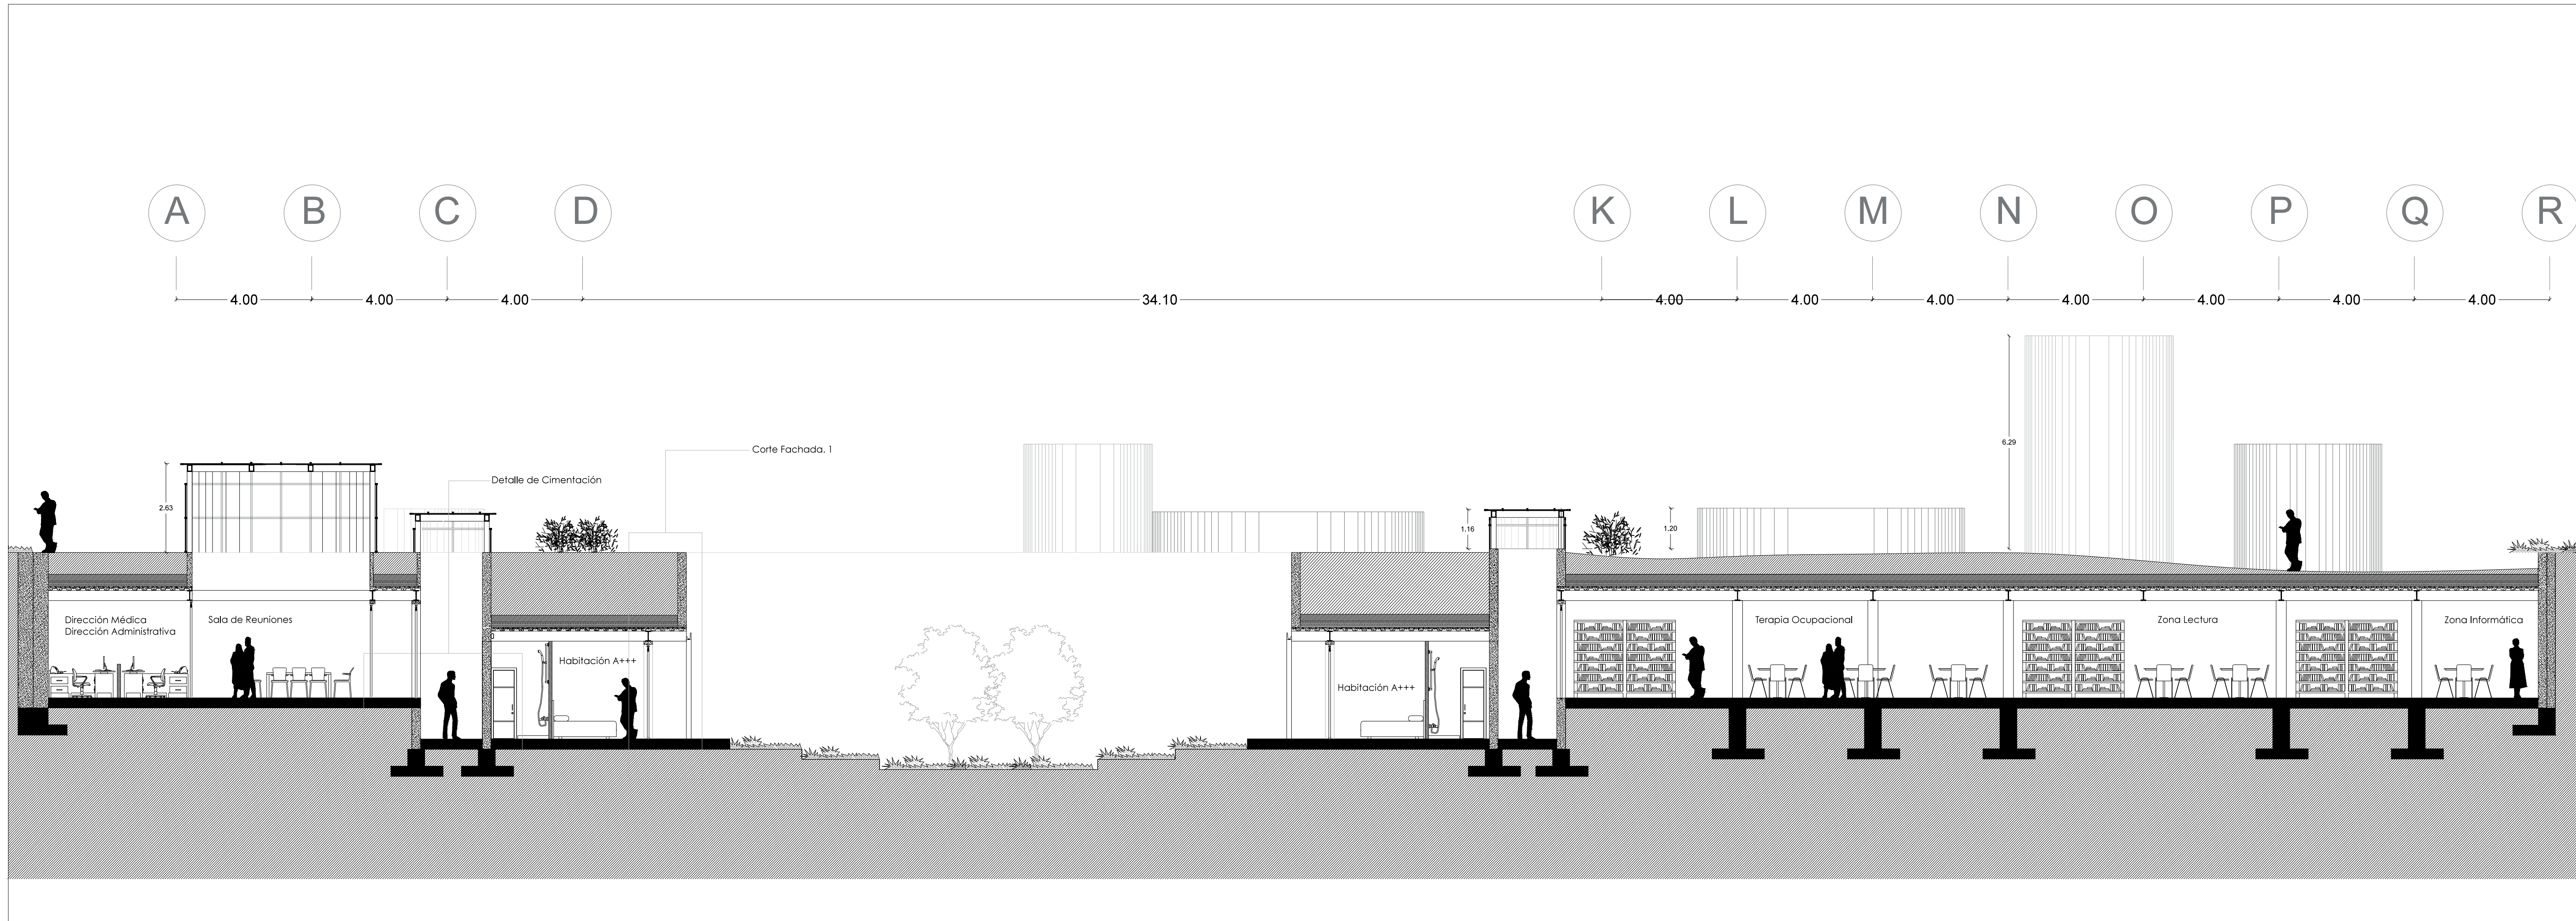 A B C D K L M N O P Q R
4.00 4.00 4.00 34.10 4.00 4.00 4.00 4.00 4.00 4.00 4.00
6.29
Corte Fachada. 1
Detalle de Cimentación
2.63
1.16
1.20
Dirección Médica
Dirección Administrativa
Sala de Reuniones
Habitación A+++
Habitación A+++
Terapia Ocupacional
Zona Lectura
Zona Informática